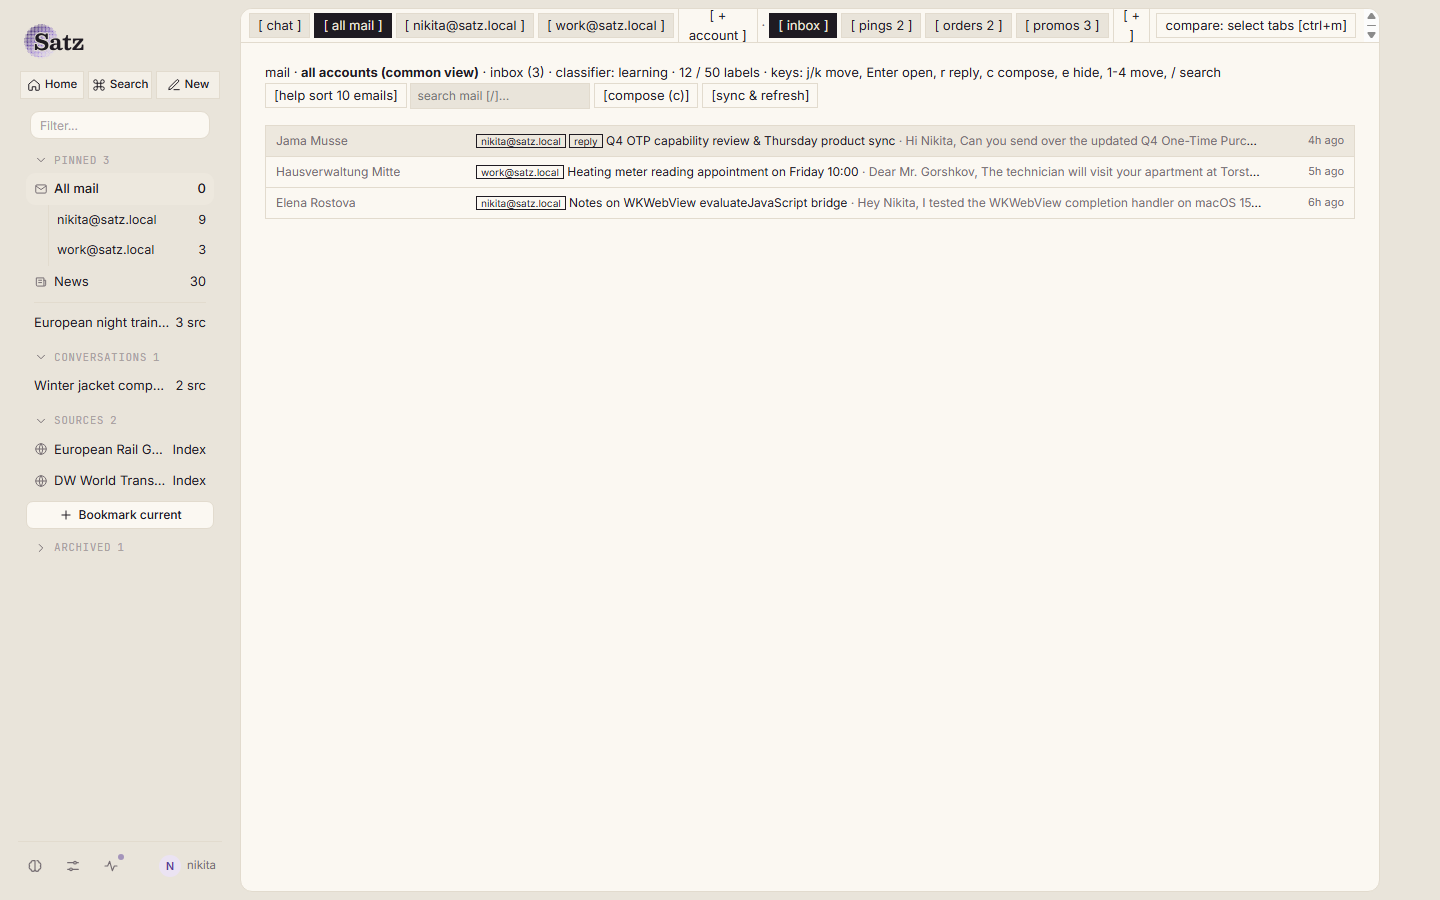 Satz
Home
Search
New
Filter...
PINNED 3
All mail 0
nikita@satz.local 9
work@satz.local 3
News 30
European night train... 3 src
CONVERSATIONS 1
Winter jacket comp... 2 src
SOURCES 2
European Rail G... Index
DW World Trans... Index
+ Bookmark current
ARCHIVED 1
N nikita
[ chat ] [ all mail ] [ nikita@satz.local ] [ work@satz.local ] [ + account ] · [ inbox ] [ pings 2 ] [ orders 2 ] [ promos 3 ] [ + ] compare: select tabs [ctrl+m]
mail · all accounts (common view) · inbox (3) · classifier: learning · 12 / 50 labels · keys: j/k move, Enter open, r reply, c compose, e hide, 1-4 move, / search
[help sort 10 emails] search mail [/]... [compose (c)] [sync & refresh]
Jama Musse nikita@satz.local reply Q4 OTP capability review & Thursday product sync · Hi Nikita, Can you send over the updated Q4 One-Time Purc... 4h ago
Hausverwaltung Mitte work@satz.local Heating meter reading appointment on Friday 10:00 · Dear Mr. Gorshkov, The technician will visit your apartment at Torst... 5h ago
Elena Rostova nikita@satz.local Notes on WKWebView evaluateJavaScript bridge · Hey Nikita, I tested the WKWebView completion handler on macOS 15... 6h ago